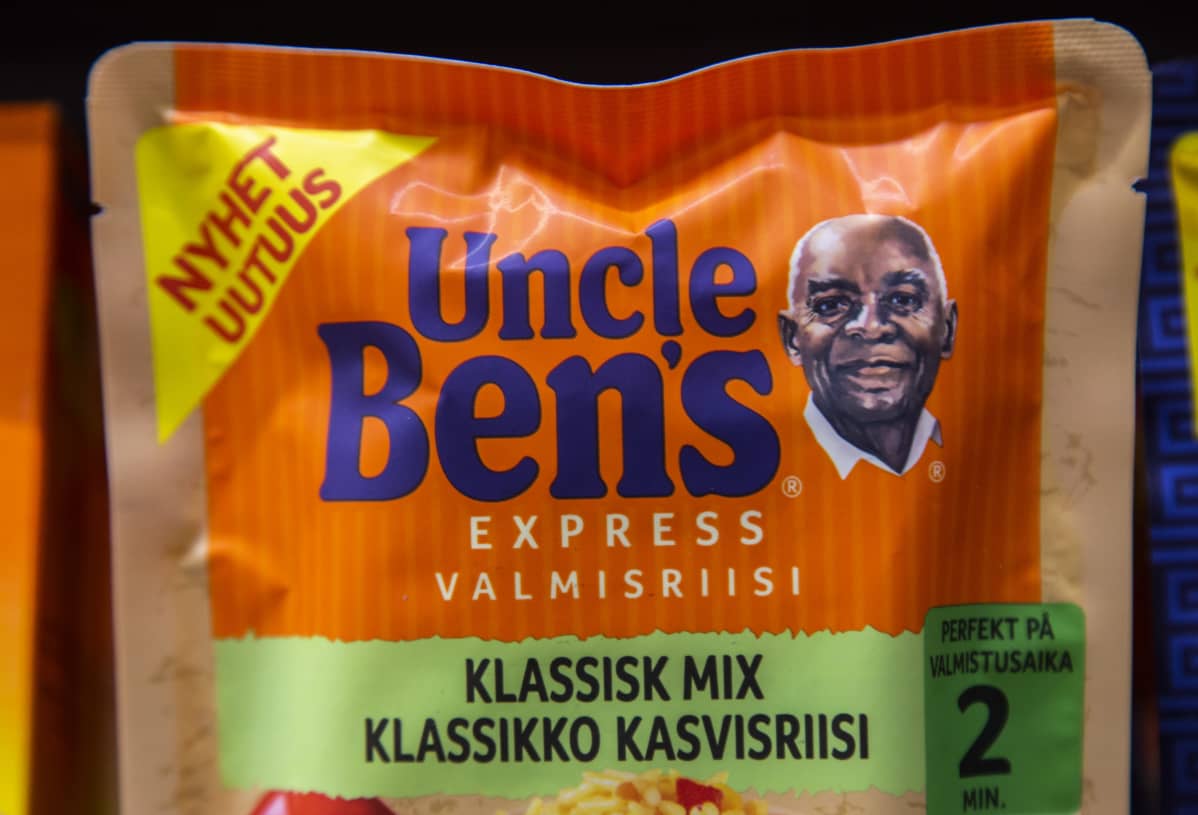 NYHET
UUTUUS
Uncle
Ben's®
®
EXPRESS
VALMISRIISI
KLASSISK MIX
KLASSIKKO KASVISRIISI
PERFEKT PÅ
VALMISTUSAIKA
2
MIN.